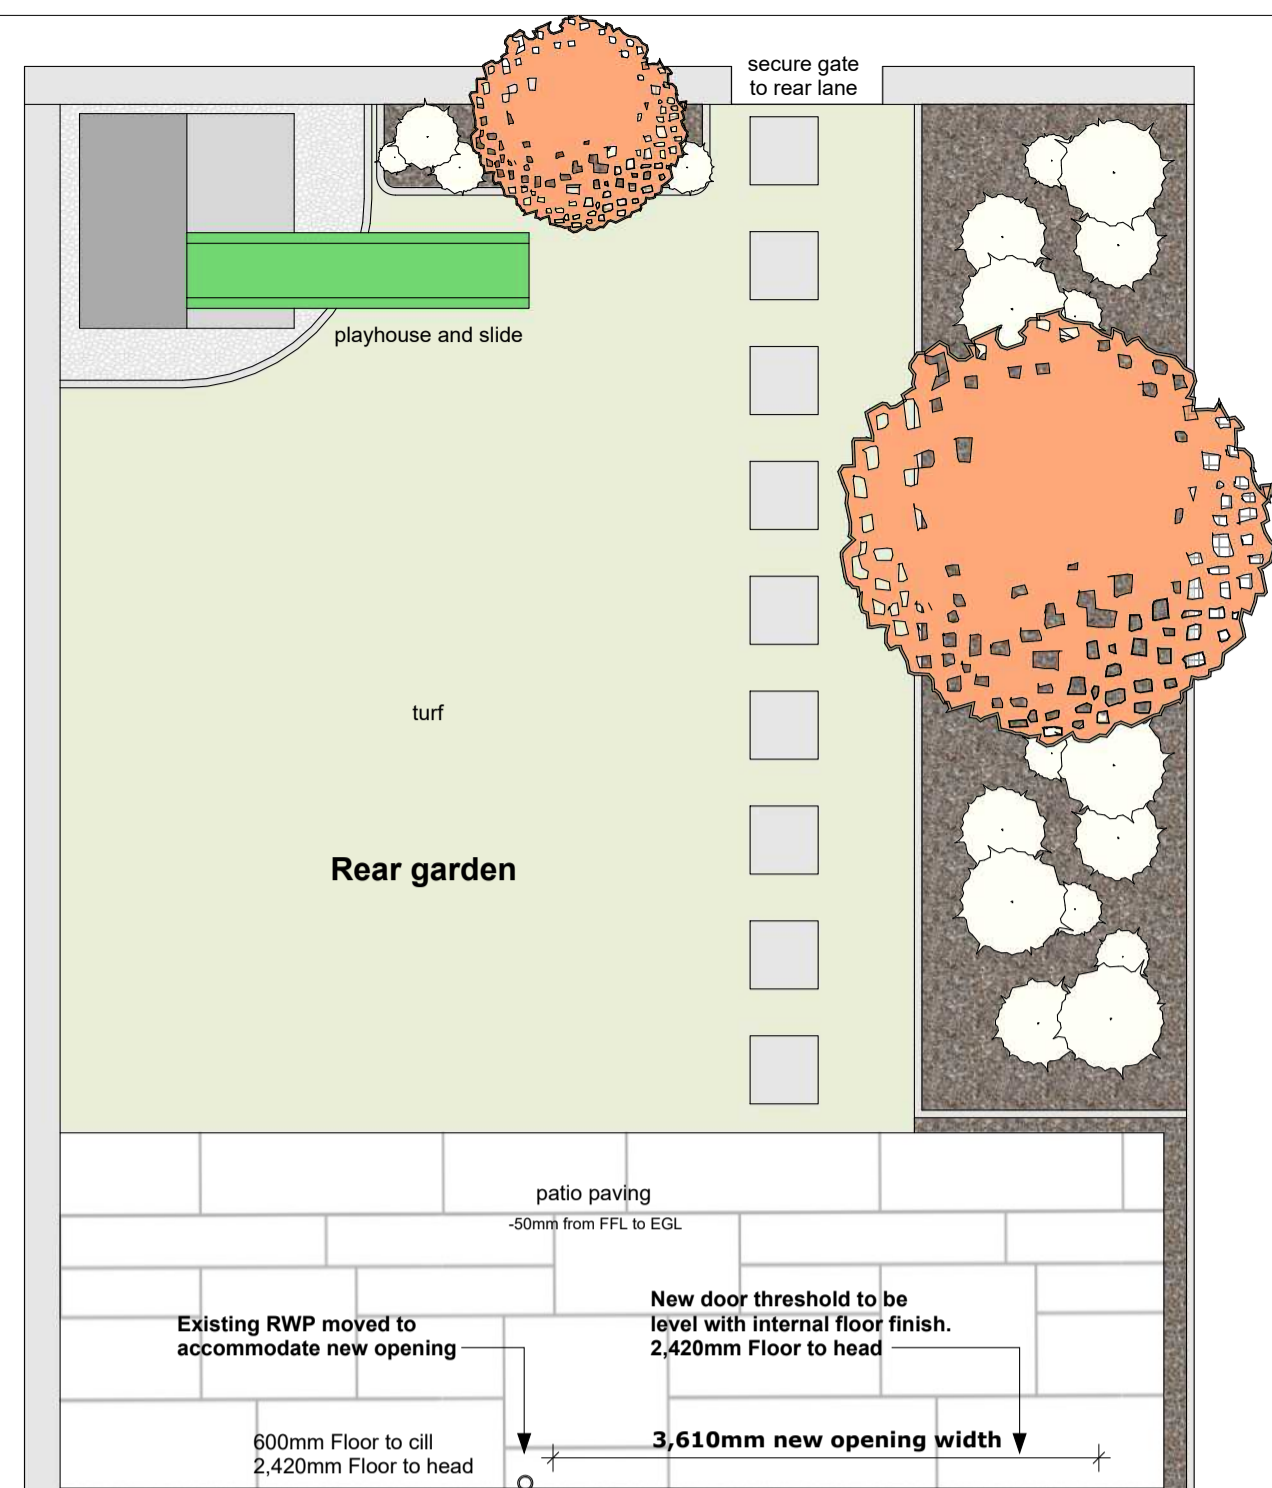 secure gate
to rear lane
playhouse and slide
turf
Rear garden
patio paving
-50mm from FFL to EGL
Existing RWP moved to
accommodate new opening
New door threshold to be
level with internal floor finish.
2,420mm Floor to head
600mm Floor to cill
2,420mm Floor to head
3,610mm new opening width